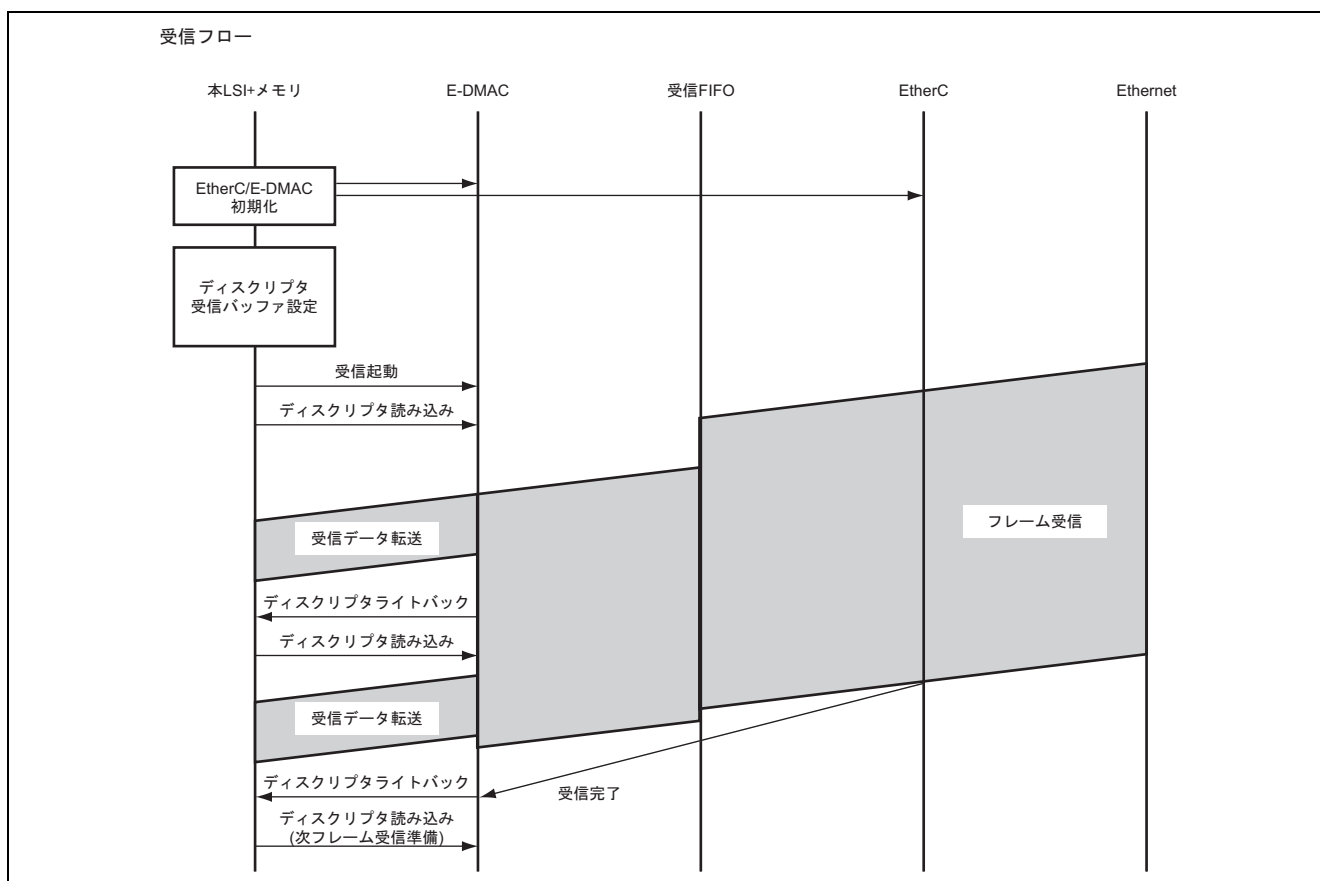 受信フロー
本LSI+メモリ
E-DMAC
受信FIFO
EtherC
Ethernet
EtherC/E-DMAC
初期化
ディスクリプタ
受信バッファ設定
受信起動
ディスクリプタ読み込み
フレーム受信
受信データ転送
ディスクリプタライトバック
ディスクリプタ読み込み
受信データ転送
ディスクリプタライトバック
受信完了
ディスクリプタ読み込み
(次フレーム受信準備)